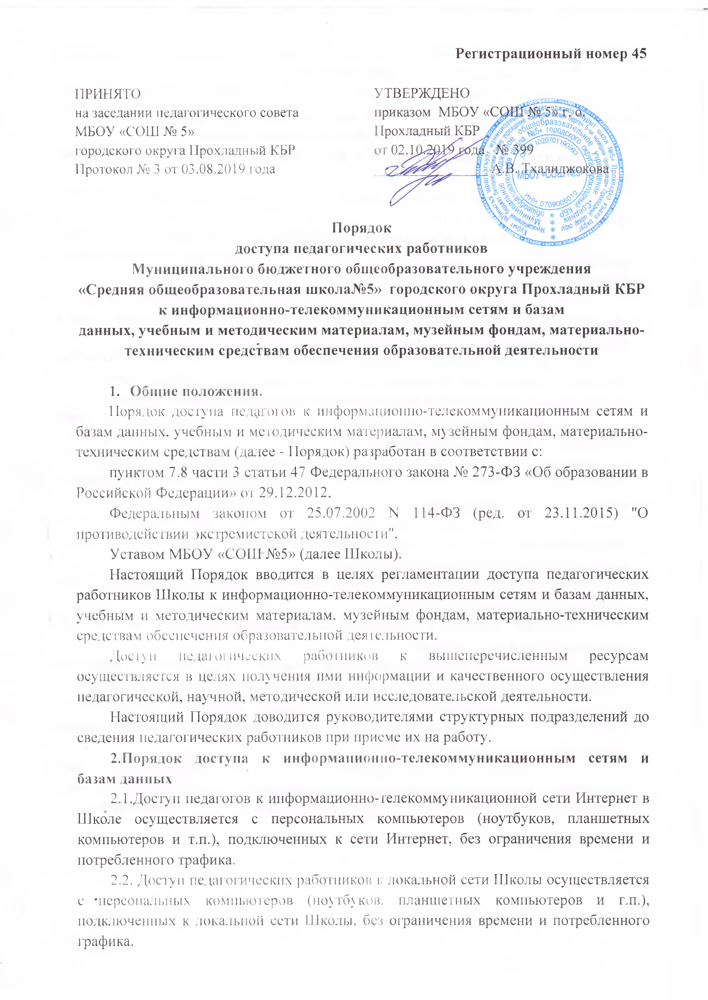 Регистрационный номер 45
ПРИНЯТО
на заседании педагогического совета
МБОУ «СОШ № 5»
городского округа Прохладный КБР
Протокол № 3 от 03.08.2019 года
УТВЕРЖДЕНО
приказом МБОУ «СОШ № 5» г. о.
Прохладный КБР
от 02.10.2019 года № 399
А.В. Тхалиджокова
МБОУ «СОШ №5»
ОГРН 1020701190993
ИНН 0709006010
Порядок
доступа педагогических работников
Муниципального бюджетного общеобразовательного учреждения
«Средняя общеобразовательная школа№5» городского округа Прохладный КБР
к информационно-телекоммуникационным сетям и базам
данных, учебным и методическим материалам, музейным фондам, материально-
техническим средствам обеспечения образовательной деятельности
1. Общие положения.
Порядок доступа педагогов к информационно-телекоммуникационным сетям и
базам данных, учебным и методическим материалам, музейным фондам, материально-
техническим средствам (далее - Порядок) разработан в соответствии с:
пунктом 7.8 части 3 статьи 47 Федерального закона № 273-ФЗ «Об образовании в
Российской Федерации» от 29.12.2012,
Федеральным законом от 25.07.2002 N 114-ФЗ (ред. от 23.11.2015) "О
противодействии экстремистской деятельности",
Уставом МБОУ «СОШ №5» (далее Школы).
Настоящий Порядок вводится в целях регламентации доступа педагогических
работников Школы к информационно-телекоммуникационным сетям и базам данных,
учебным и методическим материалам, музейным фондам, материально-техническим
средствам обеспечения образовательной деятельности.
Доступ педагогических работников к вышеперечисленным ресурсам
осуществляется в целях получения ими информации и качественного осуществления
педагогической, научной, методической или исследовательской деятельности.
Настоящий Порядок доводится руководителями структурных подразделений до
сведения педагогических работников при приеме их на работу.
2.Порядок доступа к информационно-телекоммуникационным сетям и
базам данных
2.1.Доступ педагогов к информационно-телекоммуникационной сети Интернет в
Школе осуществляется с персональных компьютеров (ноутбуков, планшетных
компьютеров и т.п.), подключенных к сети Интернет, без ограничения времени и
потребленного трафика.
2.2. Доступ педагогических работников к локальной сети Школы осуществляется
с персональных компьютеров (ноутбуков, планшетных компьютеров и т.п.),
подключенных к локальной сети Школы, без ограничения времени и потребленного
трафика.